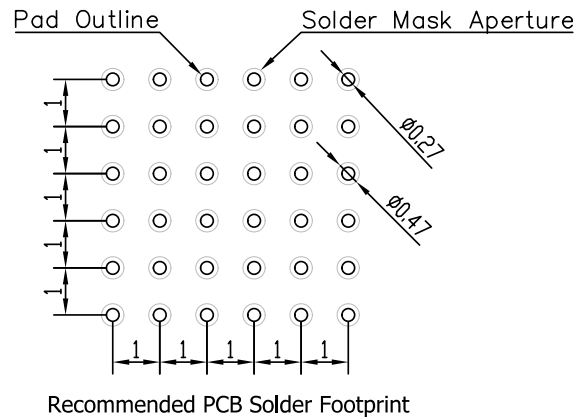 Pad Outline
Solder Mask Aperture
1
1
1
1
1
ø0.27
ø0.47
1
1
1
1
1
Recommended PCB Solder Footprint